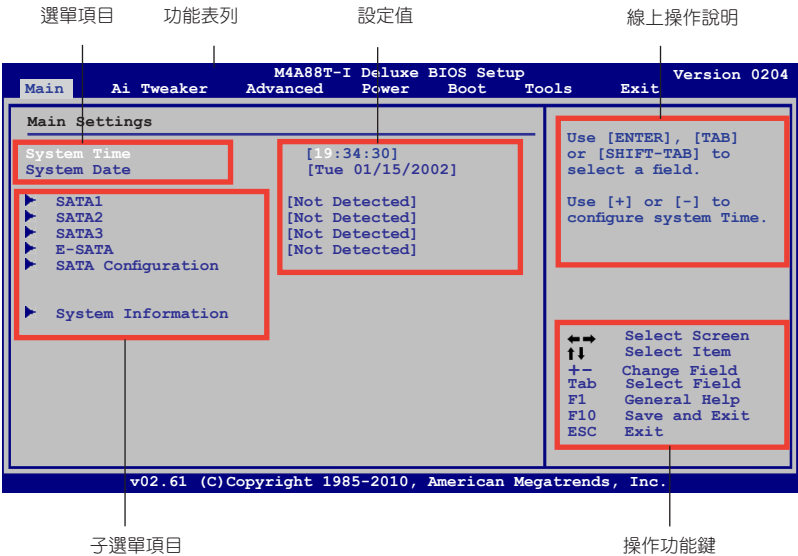 選單項目 功能表列 設定值 線上操作說明
M4A88T-I Deluxe BIOS Setup Version 0204
Main Ai Tweaker Advanced Power Boot Tools Exit
Main Settings
System Time [19:34:30]
System Date [Tue 01/15/2002]
SATA1 [Not Detected]
SATA2 [Not Detected]
SATA3 [Not Detected]
E-SATA [Not Detected]
SATA Configuration
System Information
Use [ENTER], [TAB]
or [SHIFT-TAB] to
select a field.
Use [+] or [-] to
configure system Time.
←→ Select Screen
↑↓ Select Item
+- Change Field
Tab Select Field
F1 General Help
F10 Save and Exit
ESC Exit
v02.61 (C)Copyright 1985-2010, American Megatrends, Inc.
子選單項目 操作功能鍵